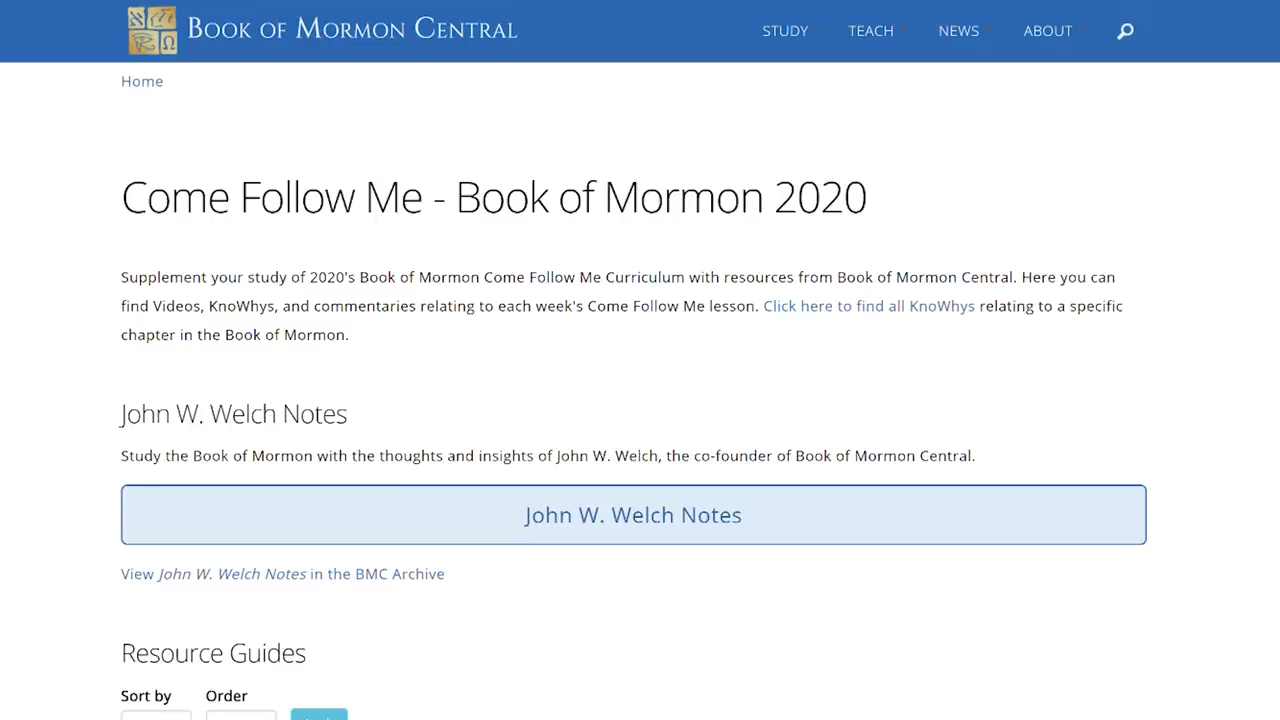 BOOK OF MORMON CENTRAL
STUDY TEACH NEWS ABOUT
Home
Come Follow Me - Book of Mormon 2020
Supplement your study of 2020's Book of Mormon Come Follow Me Curriculum with resources from Book of Mormon Central. Here you can
find Videos, KnoWhys, and commentaries relating to each week's Come Follow Me lesson. Click here to find all KnoWhys relating to a specific
chapter in the Book of Mormon.
John W. Welch Notes
Study the Book of Mormon with the thoughts and insights of John W. Welch, the co-founder of Book of Mormon Central.
John W. Welch Notes
View John W. Welch Notes in the BMC Archive
Resource Guides
Sort by Order